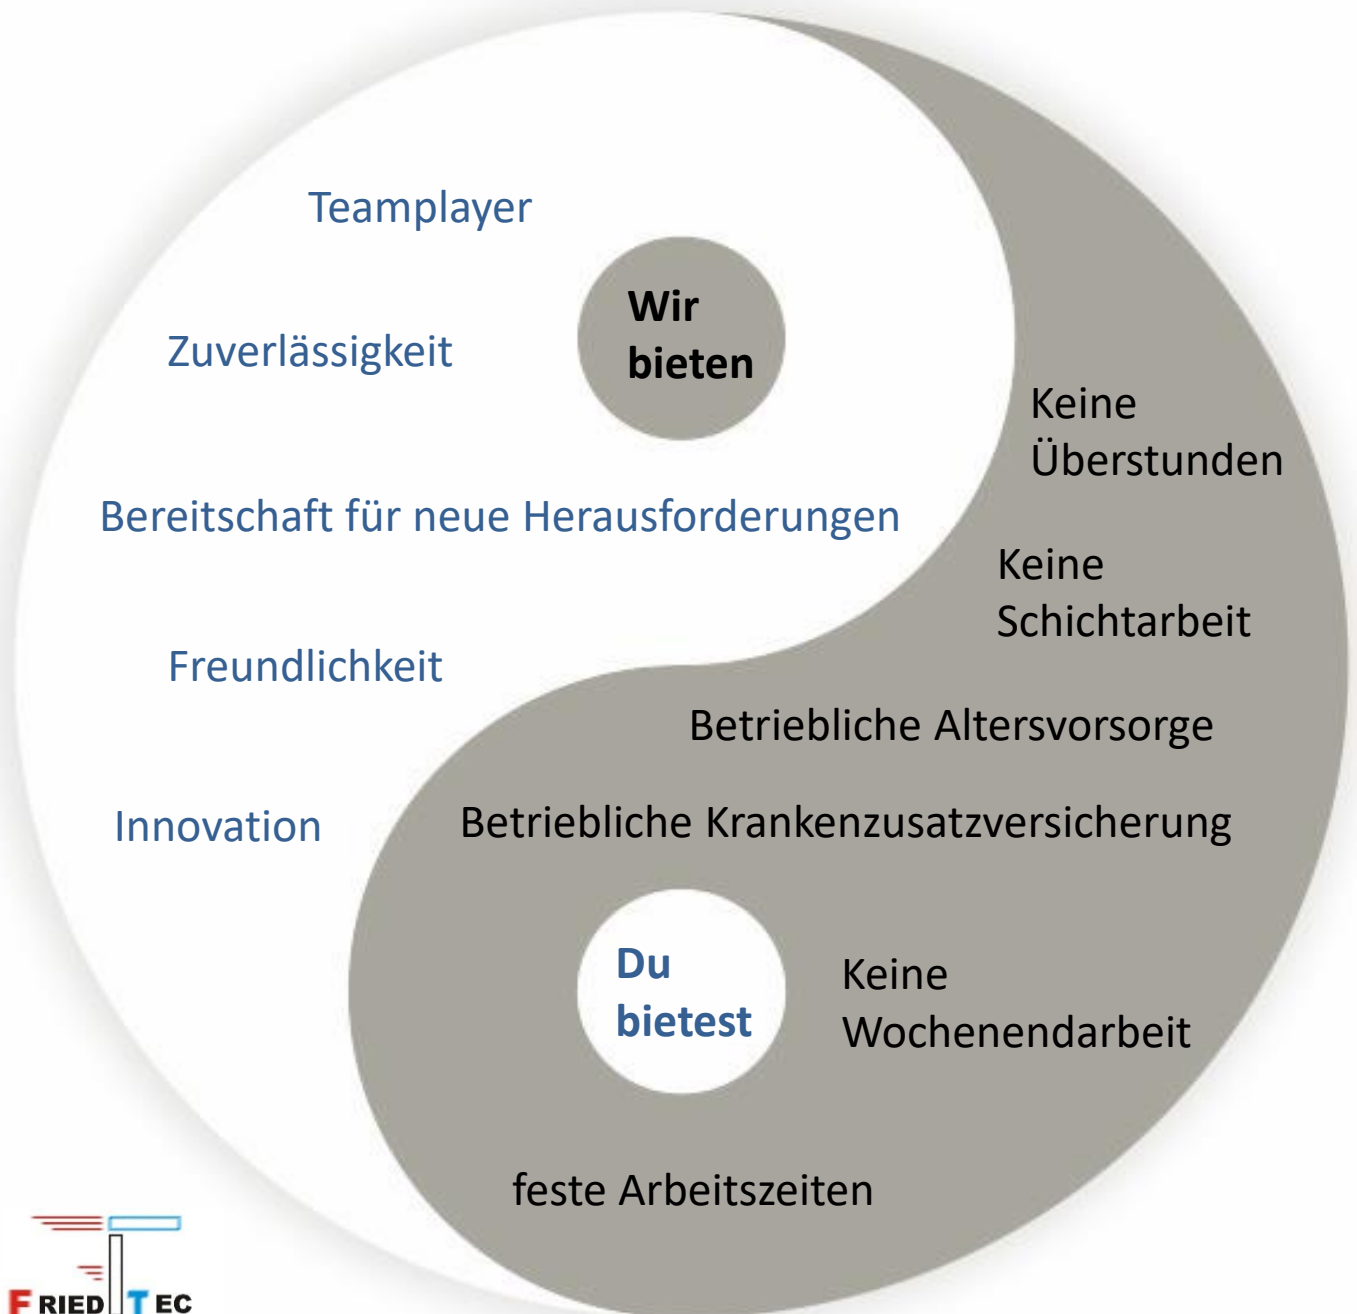 Teamplayer
Wir
bieten
Zuverlässigkeit
Keine
Überstunden
Bereitschaft für neue Herausforderungen
Keine
Schichtarbeit
Freundlichkeit
Betriebliche Altersvorsorge
Innovation
Betriebliche Krankenzusatzversicherung
Du
bietest
Keine
Wochenendarbeit
feste Arbeitszeiten
FRIED TEC